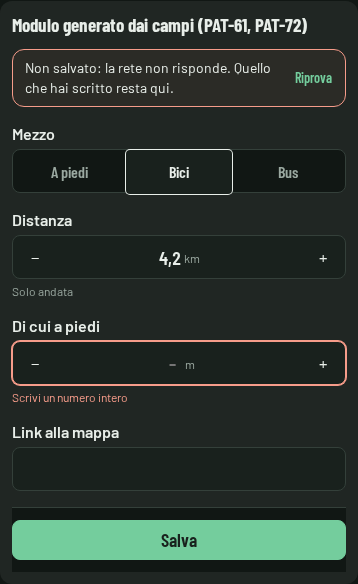 Modulo generato dai campi (PAT-61, PAT-72)
Non salvato: la rete non risponde. Quello
che hai scritto resta qui.
Riprova
Mezzo
A piedi Bici Bus
Distanza
− 4,2 km +
Solo andata
Di cui a piedi
− – m +
Scrivi un numero intero
Link alla mappa
Salva